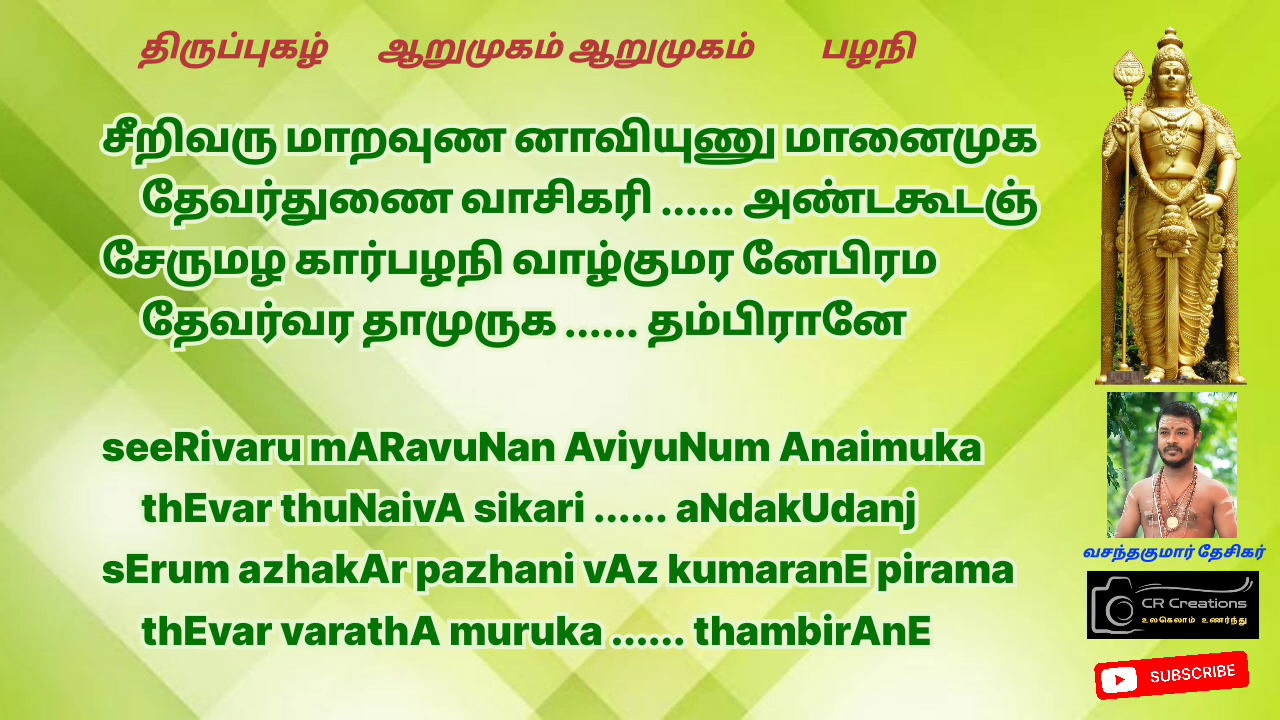 திருப்புகழ் ஆறுமுகம் ஆறுமுகம் பழநி
சீறிவரு மாறவுண னாவியுணு மானைமுக
தேவர்துணை வாசிகரி ...... அண்டகூடஞ்
சேருமழ கார்பழநி வாழ்குமர னேபிரம
தேவர்வர தாமுருக ...... தம்பிரானே
seeRivaru mARavuNan AviyuNum Anaimuka
thEvar thuNaivA sikari ...... aNdakUdanj
sErum azhakAr pazhani vAz kumaranE pirama
thEvar varathA muruka ...... thambirAnE
வசந்தகுமார் தேசிகர்
CR Creations
உலகெலாம் உணர்ந்து
SUBSCRIBE